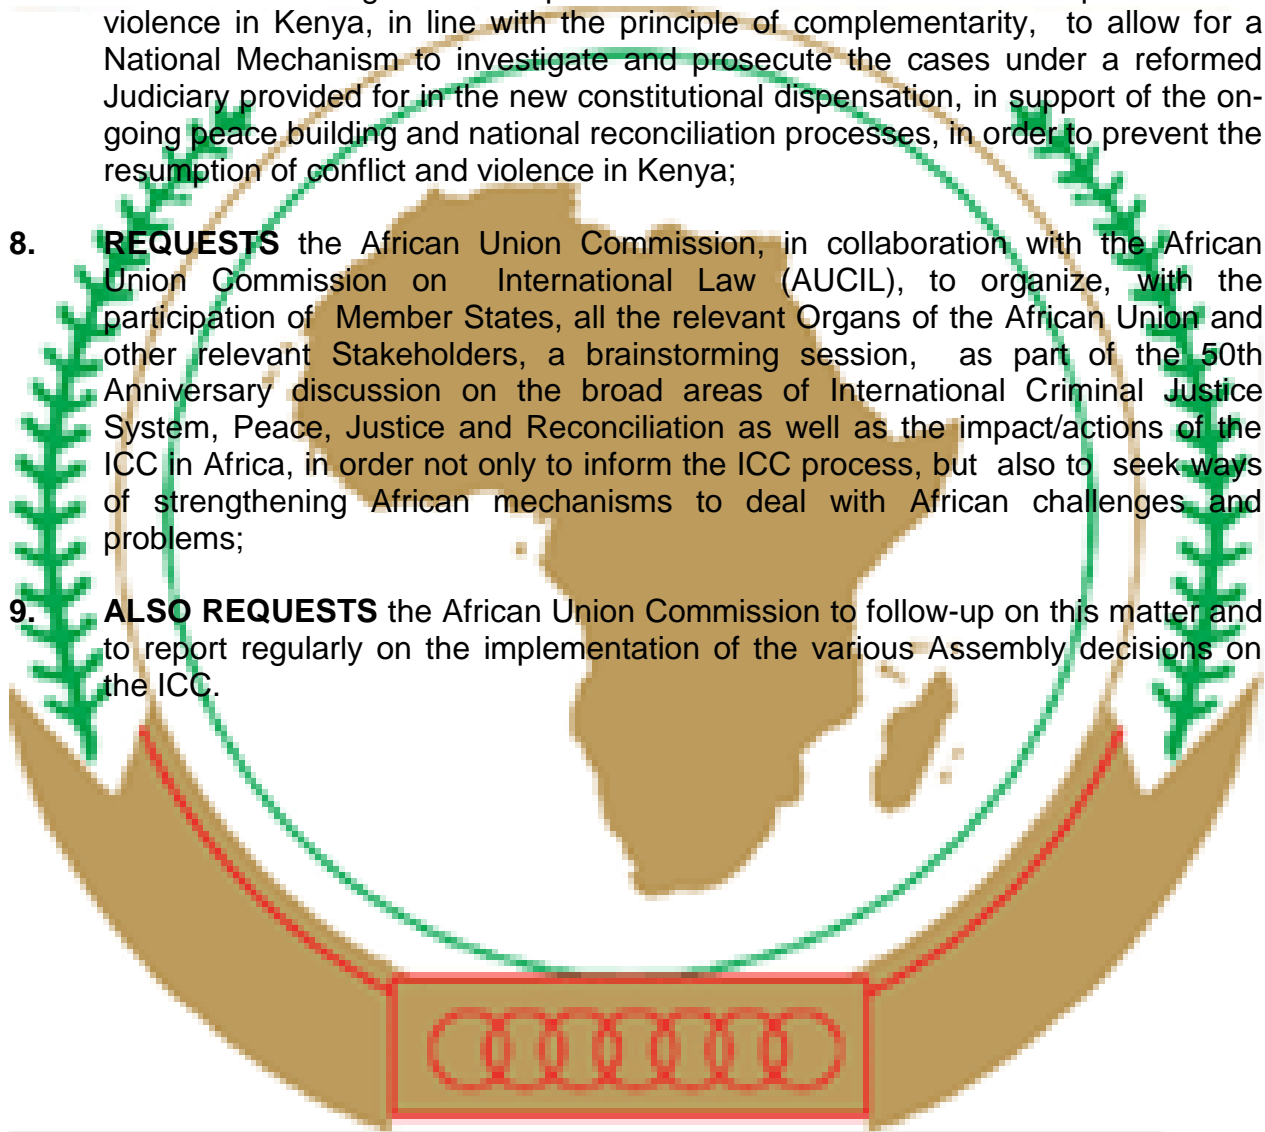 violence in Kenya, in line with the principle of complementarity, to allow for a
National Mechanism to investigate and prosecute the cases under a reformed
Judiciary provided for in the new constitutional dispensation, in support of the on-
going peace building and national reconciliation processes, in order to prevent the
resumption of conflict and violence in Kenya;
8. REQUESTS the African Union Commission, in collaboration with the African
Union Commission on International Law (AUCIL), to organize, with the
participation of Member States, all the relevant Organs of the African Union and
other relevant Stakeholders, a brainstorming session, as part of the 50th
Anniversary discussion on the broad areas of International Criminal Justice
System, Peace, Justice and Reconciliation as well as the impact/actions of the
ICC in Africa, in order not only to inform the ICC process, but also to seek ways
of strengthening African mechanisms to deal with African challenges and
problems;
9. ALSO REQUESTS the African Union Commission to follow-up on this matter and
to report regularly on the implementation of the various Assembly decisions on
the ICC.